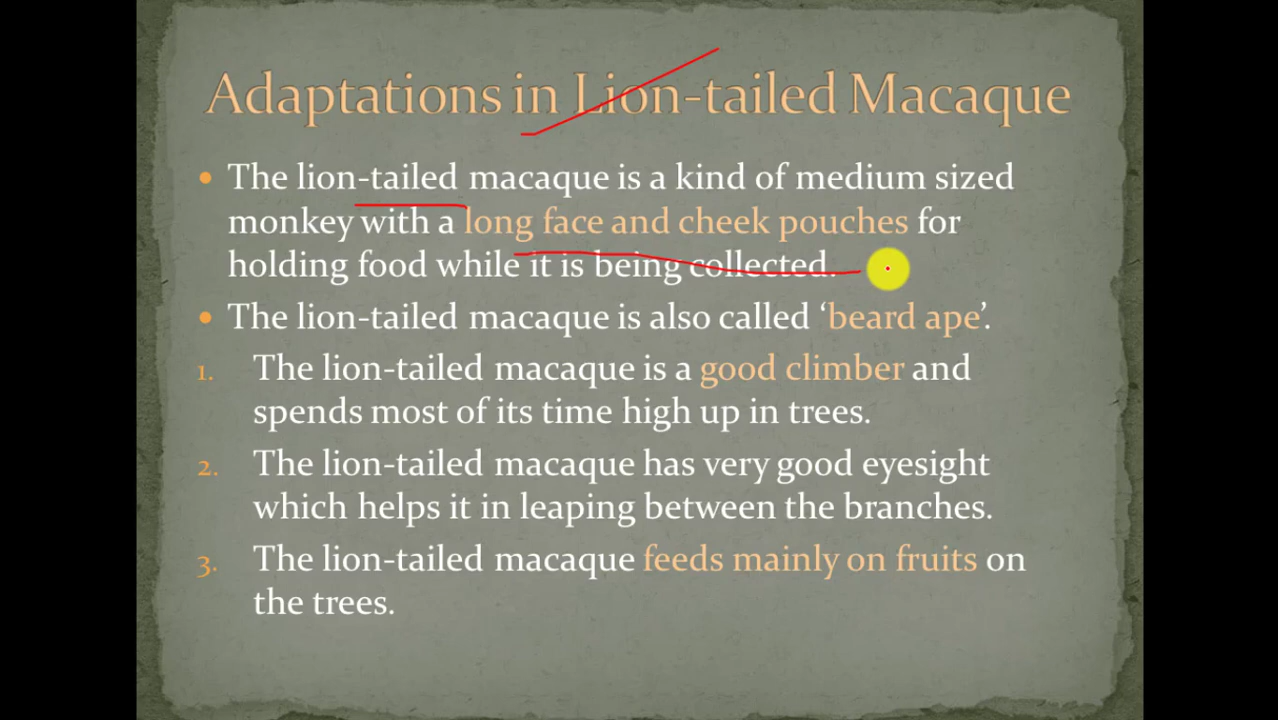 Adaptations in Lion-tailed Macaque
• The lion-tailed macaque is a kind of medium sized
monkey with a long face and cheek pouches for
holding food while it is being collected.
• The lion-tailed macaque is also called ‘beard ape’.
1. The lion-tailed macaque is a good climber and
spends most of its time high up in trees.
2. The lion-tailed macaque has very good eyesight
which helps it in leaping between the branches.
3. The lion-tailed macaque feeds mainly on fruits on
the trees.